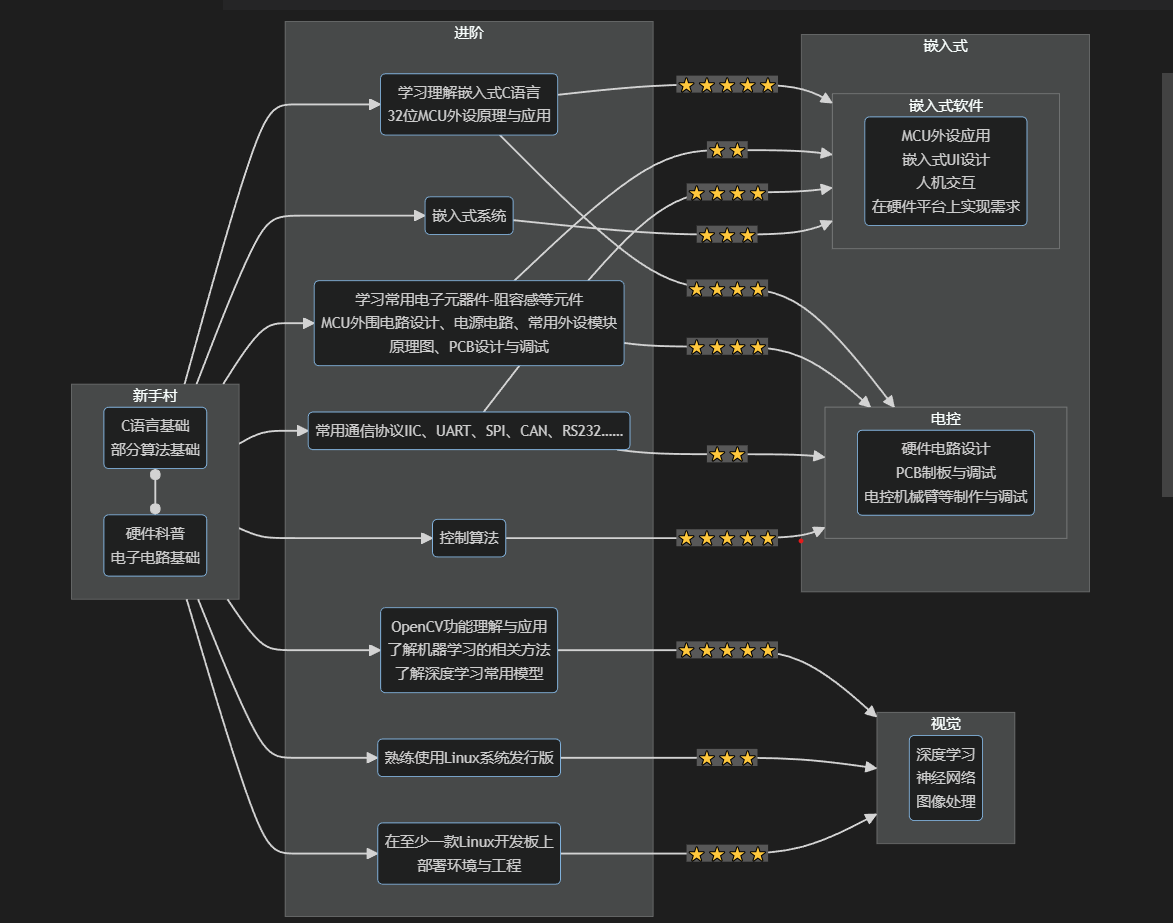 新手村
C语言基础
部分算法基础
硬件科普
电子电路基础
进阶
学习理解嵌入式C语言
32位MCU外设原理与应用
嵌入式系统
学习常用电子元器件-阻容感等元件
MCU外围电路设计、电源电路、常用外设模块
原理图、PCB设计与调试
常用通信协议IIC、UART、SPI、CAN、RS232......
控制算法
OpenCV功能理解与应用
了解机器学习的相关方法
了解深度学习常用模型
熟练使用Linux系统发行版
在至少一款Linux开发板上
部署环境与工程
嵌入式
嵌入式软件
MCU外设应用
嵌入式UI设计
人机交互
在硬件平台上实现需求
电控
硬件电路设计
PCB制板与调试
电控机械臂等制作与调试
视觉
深度学习
神经网络
图像处理